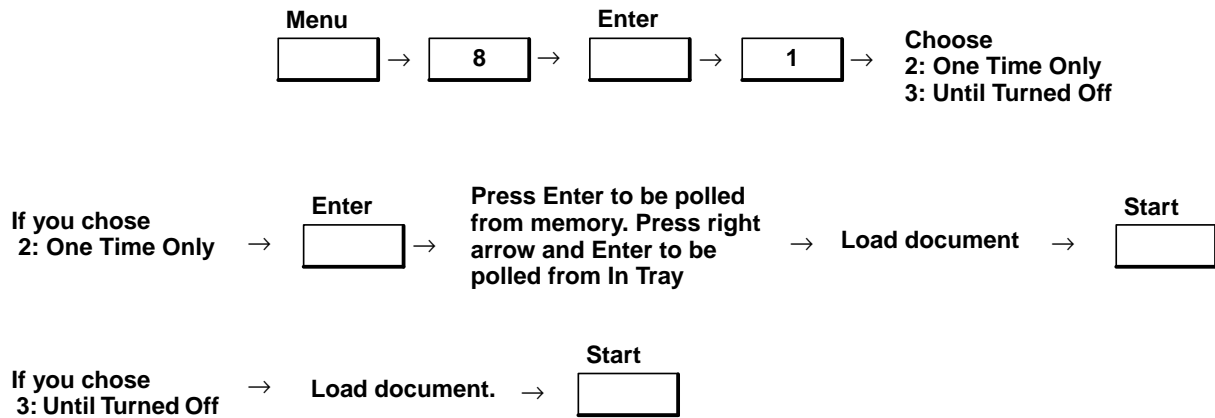 Menu
Enter
→ 8 → → 1 →
Choose
2: One Time Only
3: Until Turned Off
If you chose
2: One Time Only
→
Enter
→
Press Enter to be polled
from memory. Press right
arrow and Enter to be
polled from In Tray
→ Load document →
Start
If you chose
3: Until Turned Off
→ Load document. →
Start